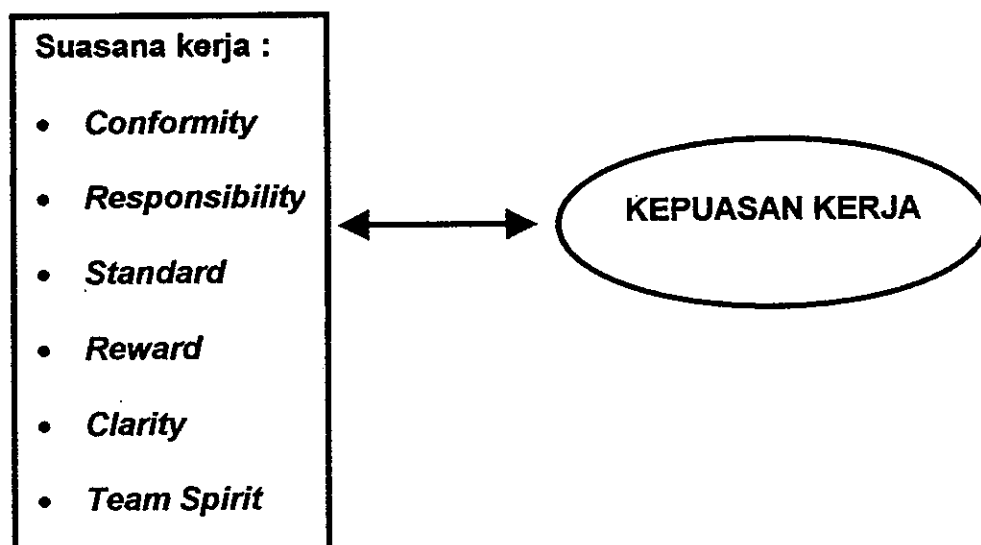 Suasana kerja :
• Conformity
• Responsibility
• Standard
• Reward
• Clarity
• Team Spirit
KEPUASAN KERJA